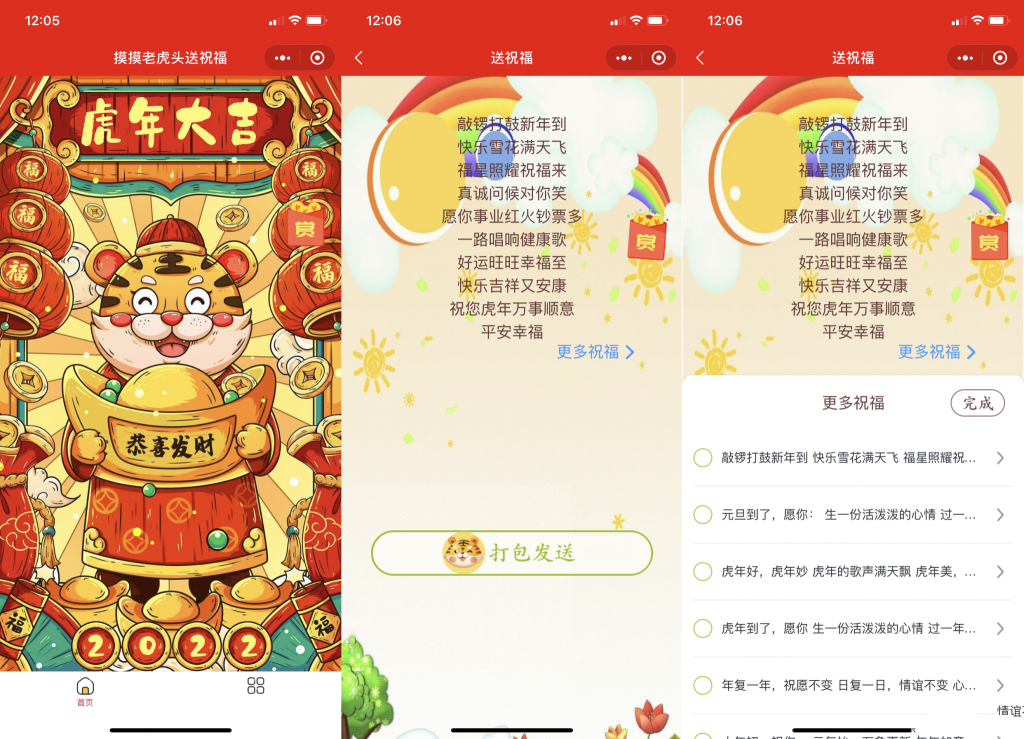 12:05
摸摸老虎头送祝福
虎年大吉
福
福
福
福
赏
恭喜发财
福
福
2022
首页
12:06
送祝福
敲锣打鼓新年到
快乐雪花满天飞
福星照耀祝福来
真诚问候对你笑
愿你事业红火钞票多
一路唱响健康歌
好运旺旺幸福至
快乐吉祥又安康
祝您虎年万事顺意
平安幸福
赏
更多祝福
打包发送
12:06
送祝福
敲锣打鼓新年到
快乐雪花满天飞
福星照耀祝福来
真诚问候对你笑
愿你事业红火钞票多
一路唱响健康歌
好运旺旺幸福至
快乐吉祥又安康
祝您虎年万事顺意
平安幸福
赏
更多祝福
更多祝福
完成
敲锣打鼓新年到 快乐雪花满天飞 福星照耀祝...
元旦到了，愿你： 生一份活泼泼的心情 过一...
虎年好，虎年妙 虎年的歌声满天飘 虎年美，...
虎年到了，愿你 生一份活泼泼的心情 过一年...
年复一年，祝愿不变 日复一日，情谊不变 心...
情谊